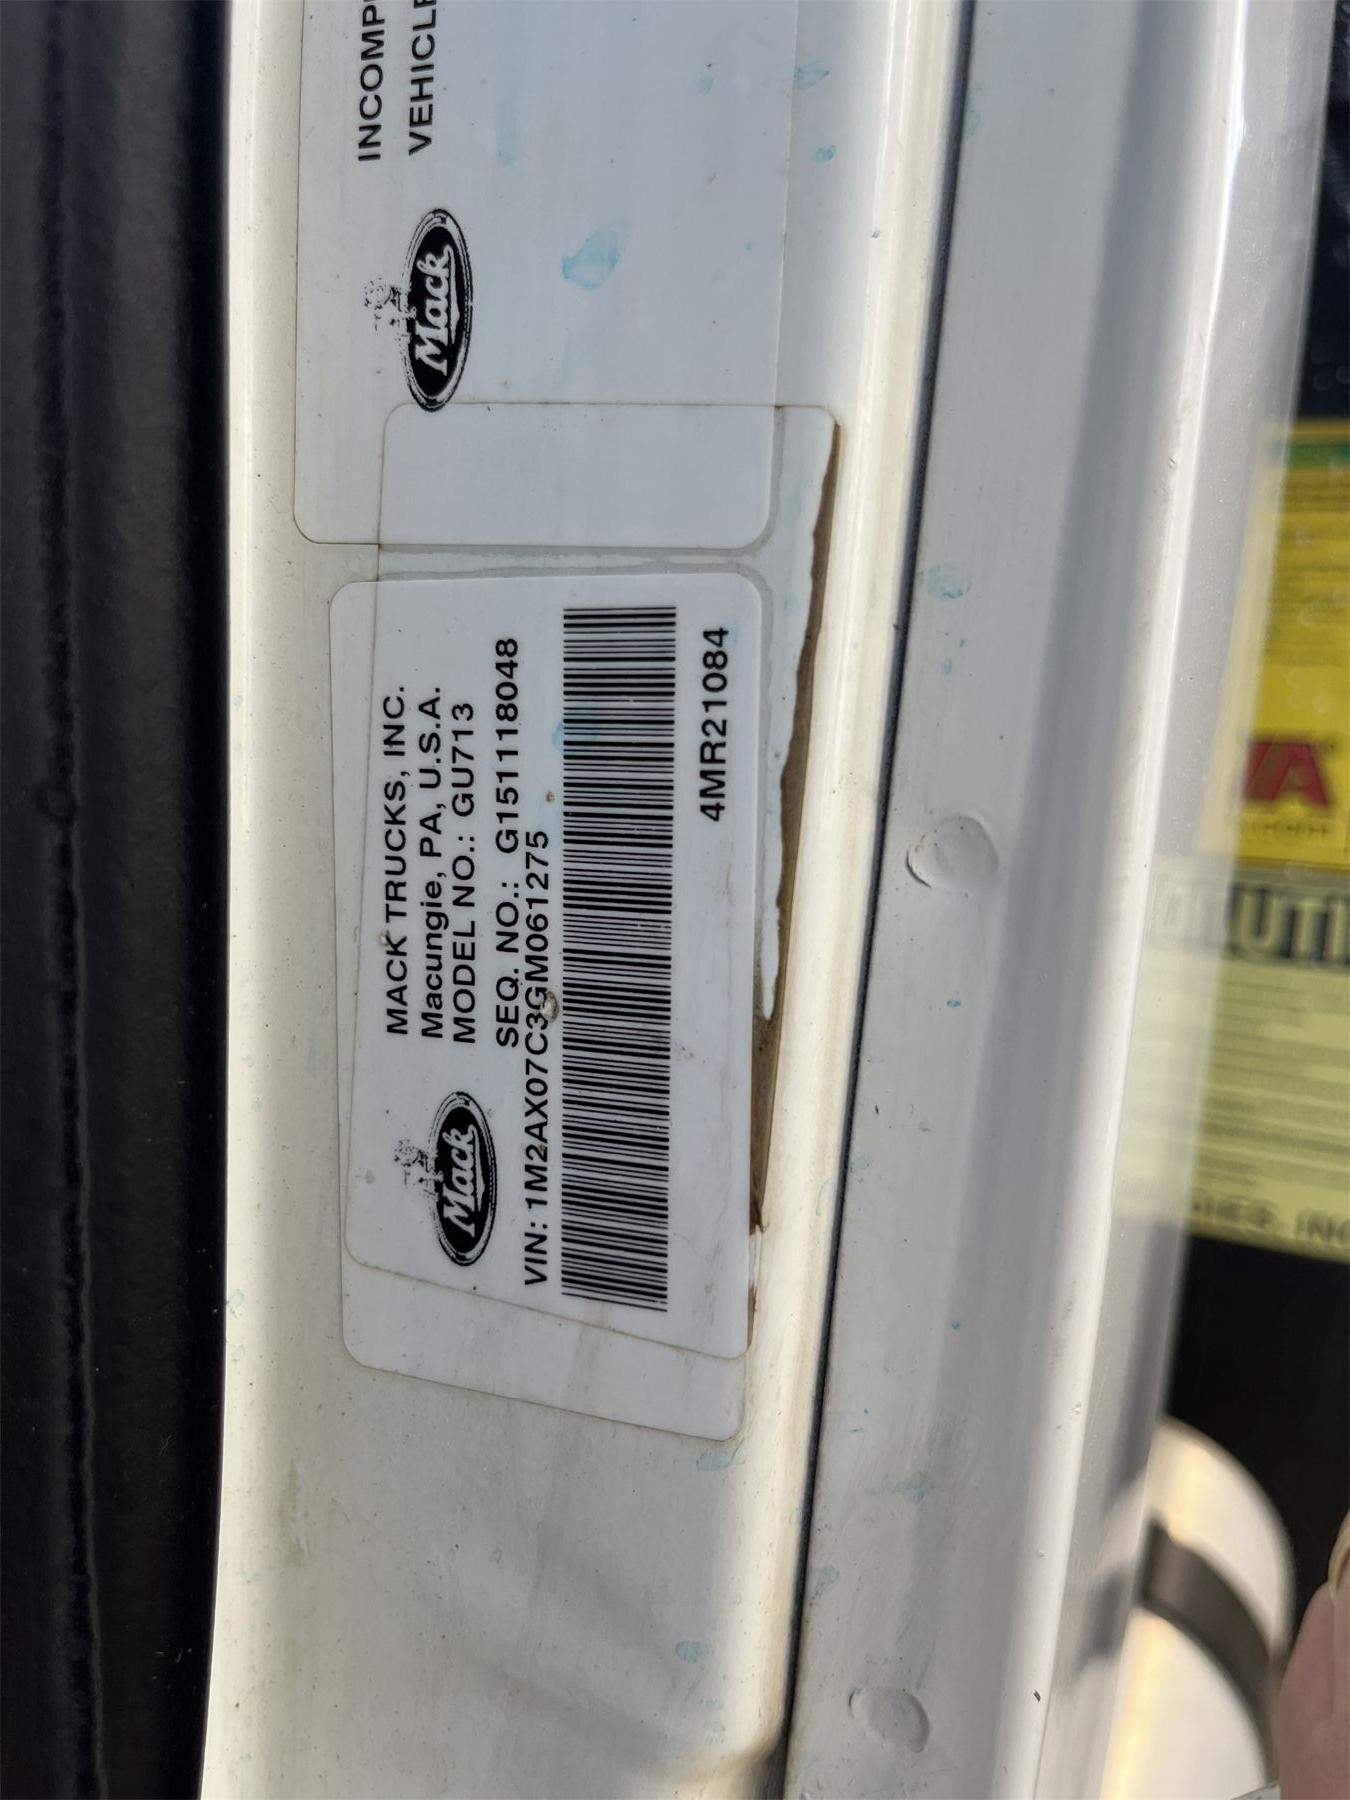 INCOMP
VEHICLE
Mack
MACK TRUCKS, INC.
Macungie, PA, U.S.A.
MODEL NO.: GU713
SEQ. NO.: G151118048
Mack
VIN: 1M2AX07C3GM061275
4MR21084